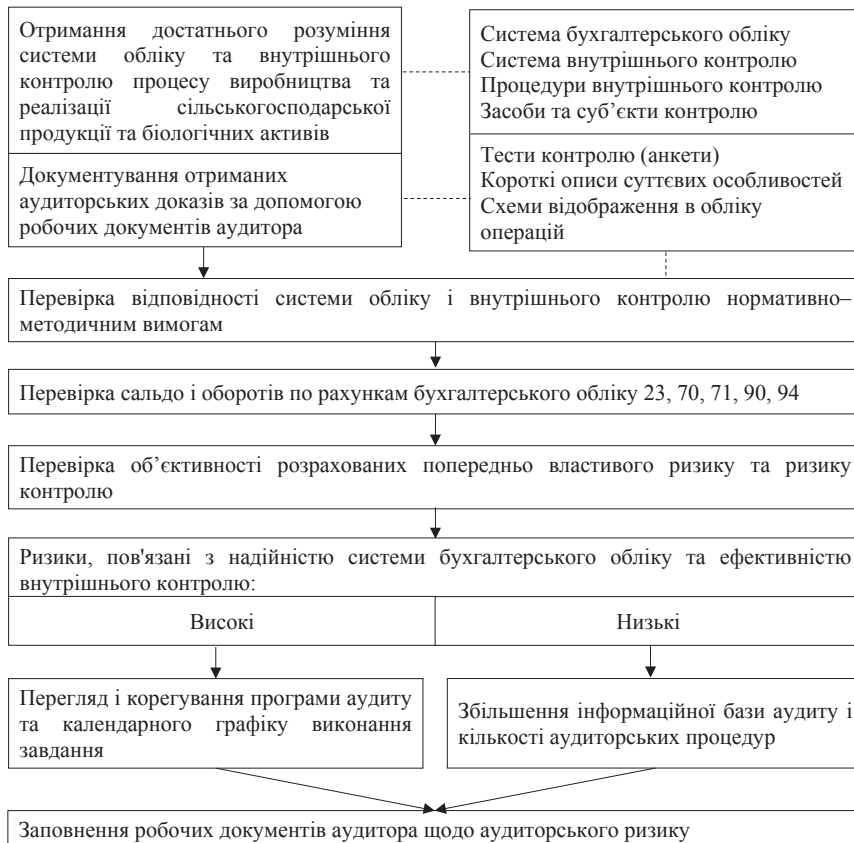 Отримання достатнього розуміння
системи обліку та внутрішнього
контролю процесу виробництва та
реалізації сільськогосподарської
продукції та біологічних активів
Система бухгалтерського обліку
Система внутрішнього контролю
Процедури внутрішнього контролю
Засоби та суб’єкти контролю
Документування отриманих
аудиторських доказів за допомогою
робочих документів аудитора
Тести контролю (анкети)
Короткі описи суттєвих особливостей
Схеми відображення в обліку
операцій
Перевірка відповідності системи обліку і внутрішнього контролю нормативно–
методичним вимогам
Перевірка сальдо і оборотів по рахункам бухгалтерського обліку 23, 70, 71, 90, 94
Перевірка об’єктивності розрахованих попередньо властивого ризику та ризику
контролю
Ризики, пов'язані з надійністю системи бухгалтерського обліку та ефективністю
внутрішнього контролю:
Високі
Низькі
Перегляд і корегування програми аудиту
та календарного графіку виконання
завдання
Збільшення інформаційної бази аудиту і
кількості аудиторських процедур
Заповнення робочих документів аудитора щодо аудиторського ризику